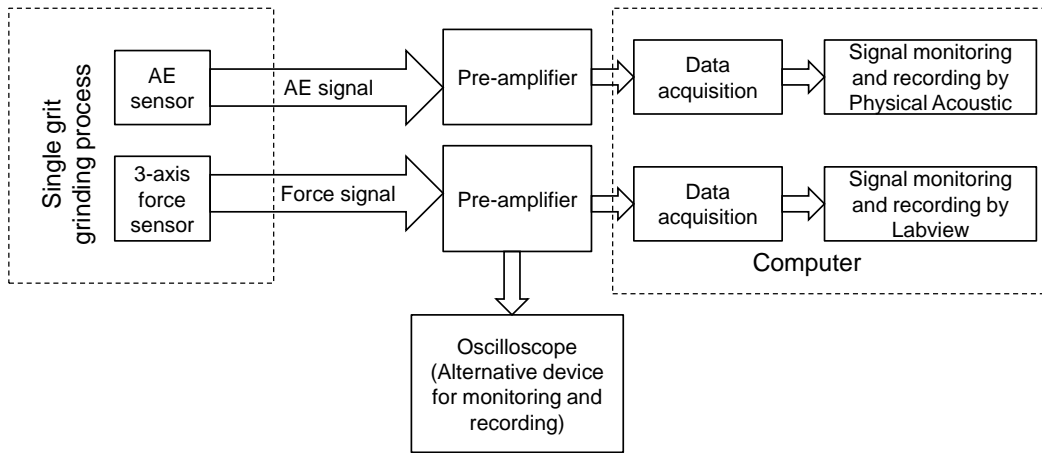 Single grit
grinding process
AE
sensor
AE signal
Pre-amplifier
Data
acquisition
Signal monitoring
and recording by
Physical Acoustic
3-axis
force
sensor
Force signal
Pre-amplifier
Data
acquisition
Signal monitoring
and recording by
Labview
Computer
Oscilloscope
(Alternative device
for monitoring and
recording)